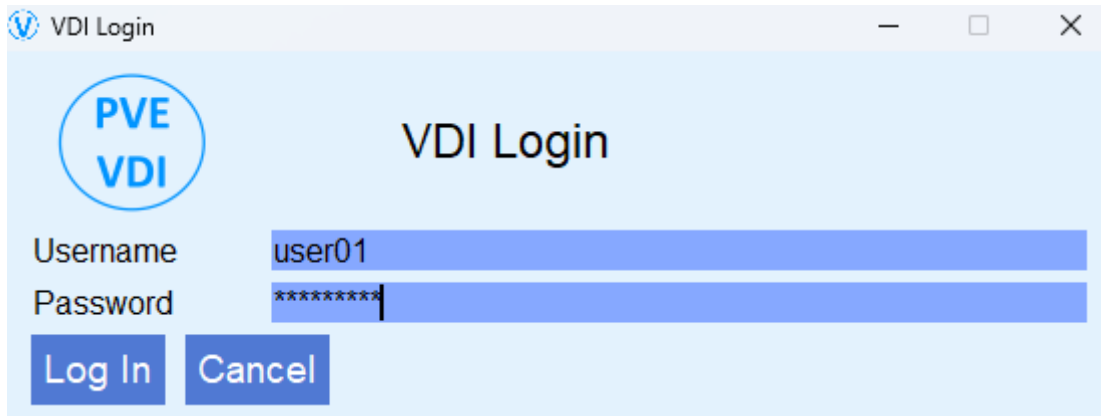 VDI Login
PVE
VDI
VDI Login
Username user01
Password *********
Log In Cancel